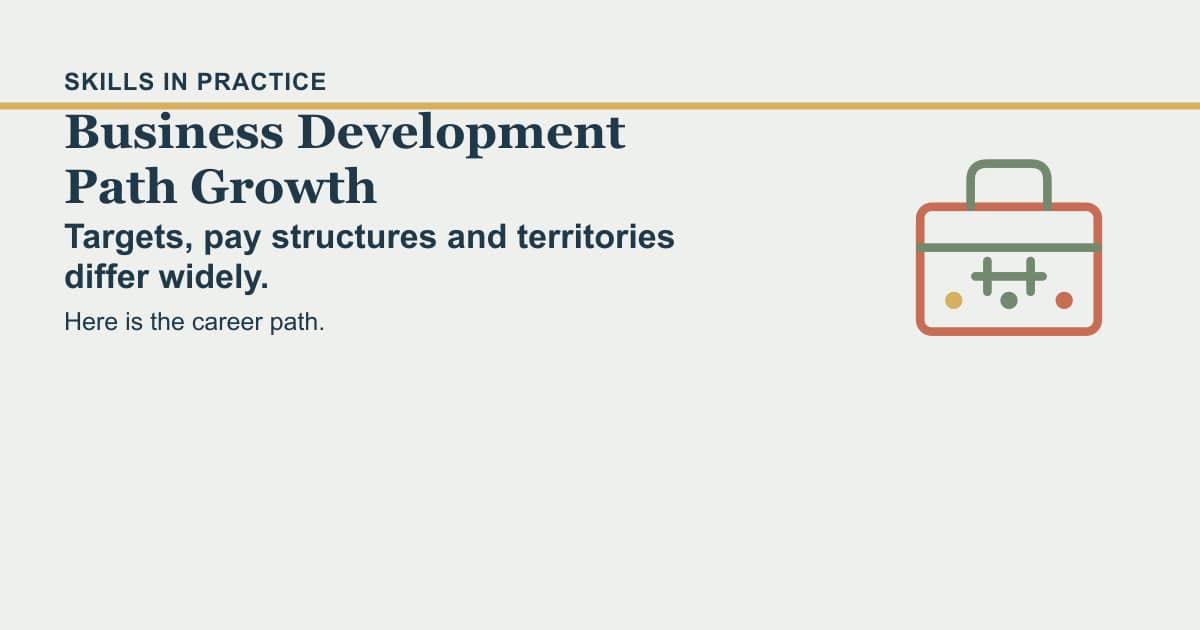 SKILLS IN PRACTICE
Business Development
Path Growth
Targets, pay structures and territories
differ widely.
Here is the career path.